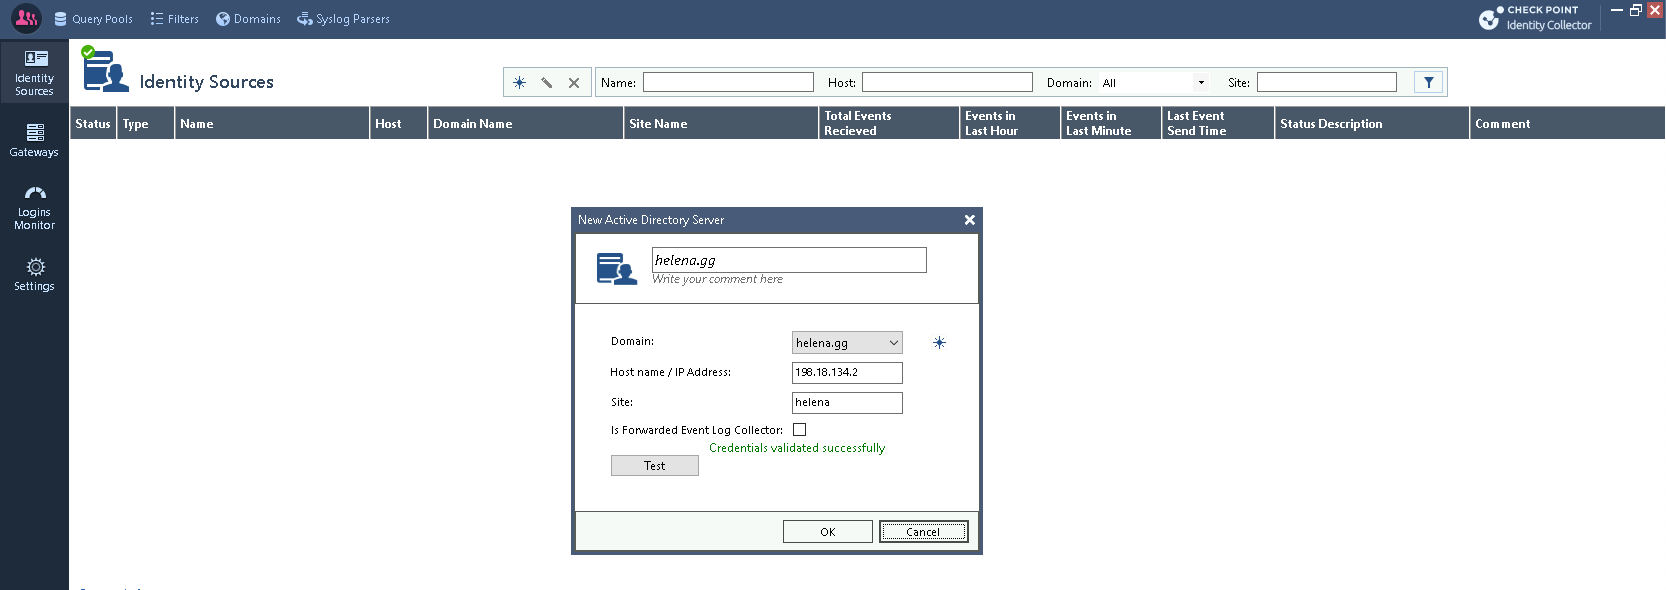 Query Pools Filters Domains Syslog Parsers
CHECK POINT
Identity Collector
Identity
Sources
Gateways
Logins
Monitor
Settings
Identity Sources
Name: Host: Domain: All Site:
Status Type Name Host Domain Name Site Name Total Events Recieved Events in Last Hour Events in Last Minute Last Event Send Time Status Description Comment
New Active Directory Server
helena.gg
Write your comment here
Domain: helena.gg
Host name / IP Address: 198.18.134.2
Site: helena
Is Forwarded Event Log Collector:
Credentials validated successfully
Test
OK Cancel